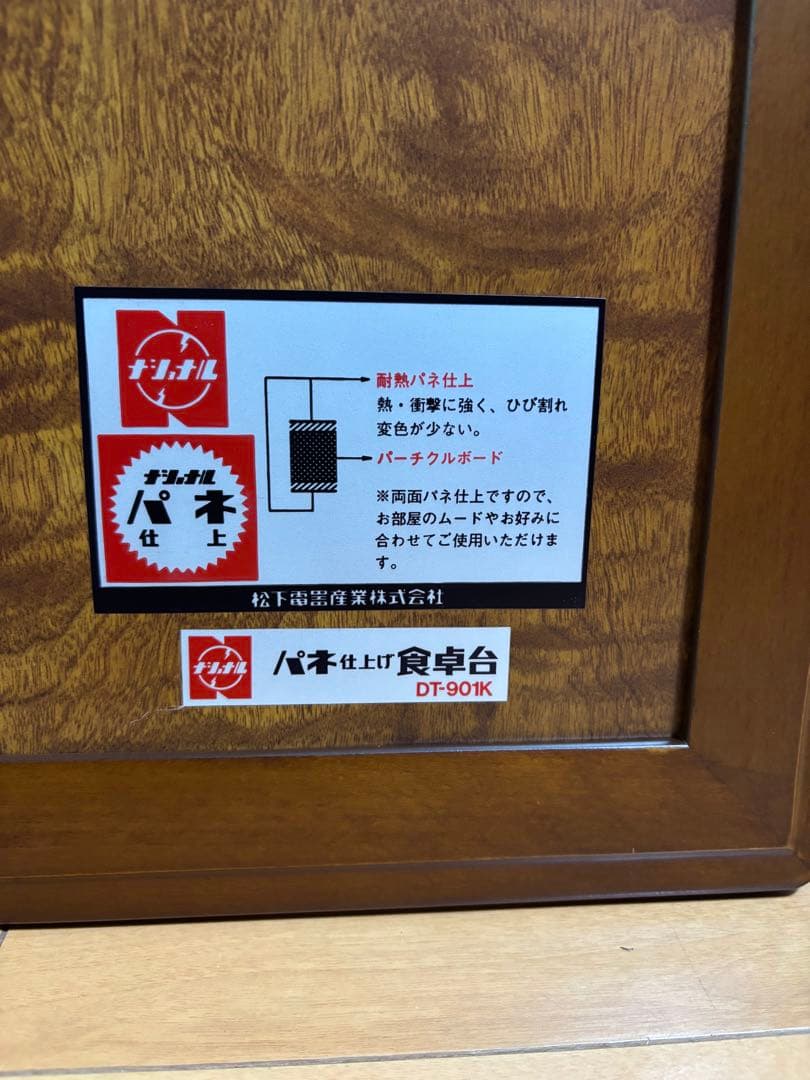 ナショナル
耐熱パネ仕上
熱・衝撃に強く、ひび割れ
変色が少ない。
パーチクルボード
ナショナル
パネ
仕上
※両面パネ仕上ですので、
お部屋のムードやお好みに
合わせてご使用いただけま
す。
松下電器産業株式会社
ナショナル
パネ仕上げ食卓台
DT-901K